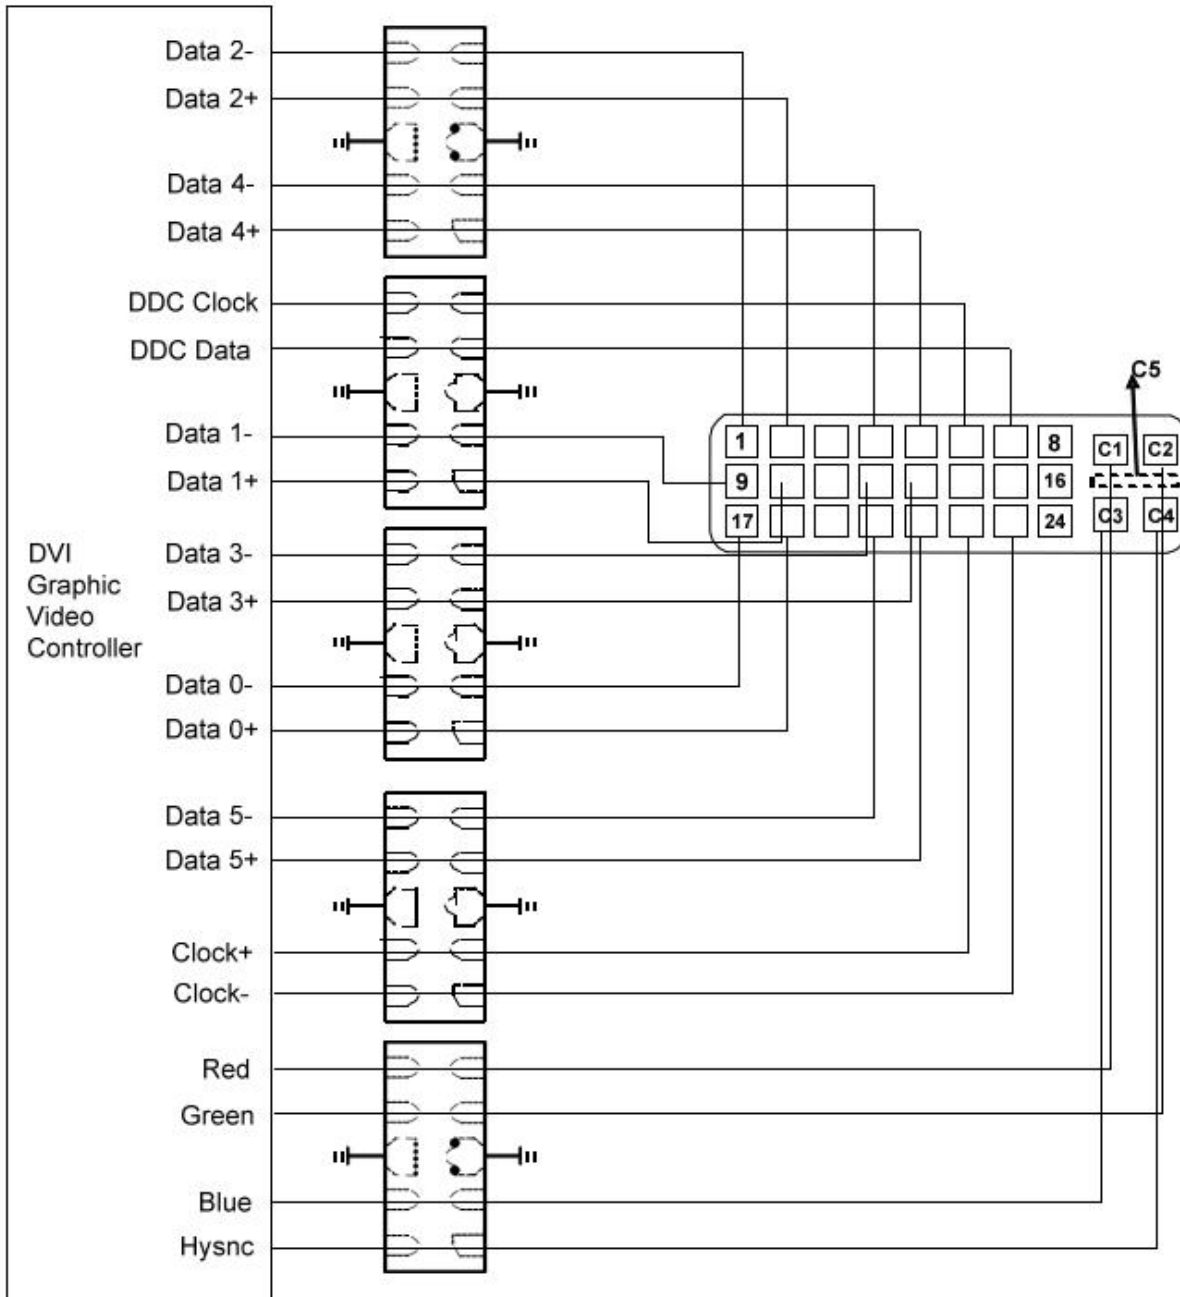 Data 2-
Data 2+
Data 4-
Data 4+
DDC Clock
DDC Data
C5
Data 1-
1
8
C1
C2
Data 1+
9
16
17
24
C3
C4
DVI
Graphic
Video
Controller
Data 3-
Data 3+
Data 0-
Data 0+
Data 5-
Data 5+
Clock+
Clock-
Red
Green
Blue
Hysnc